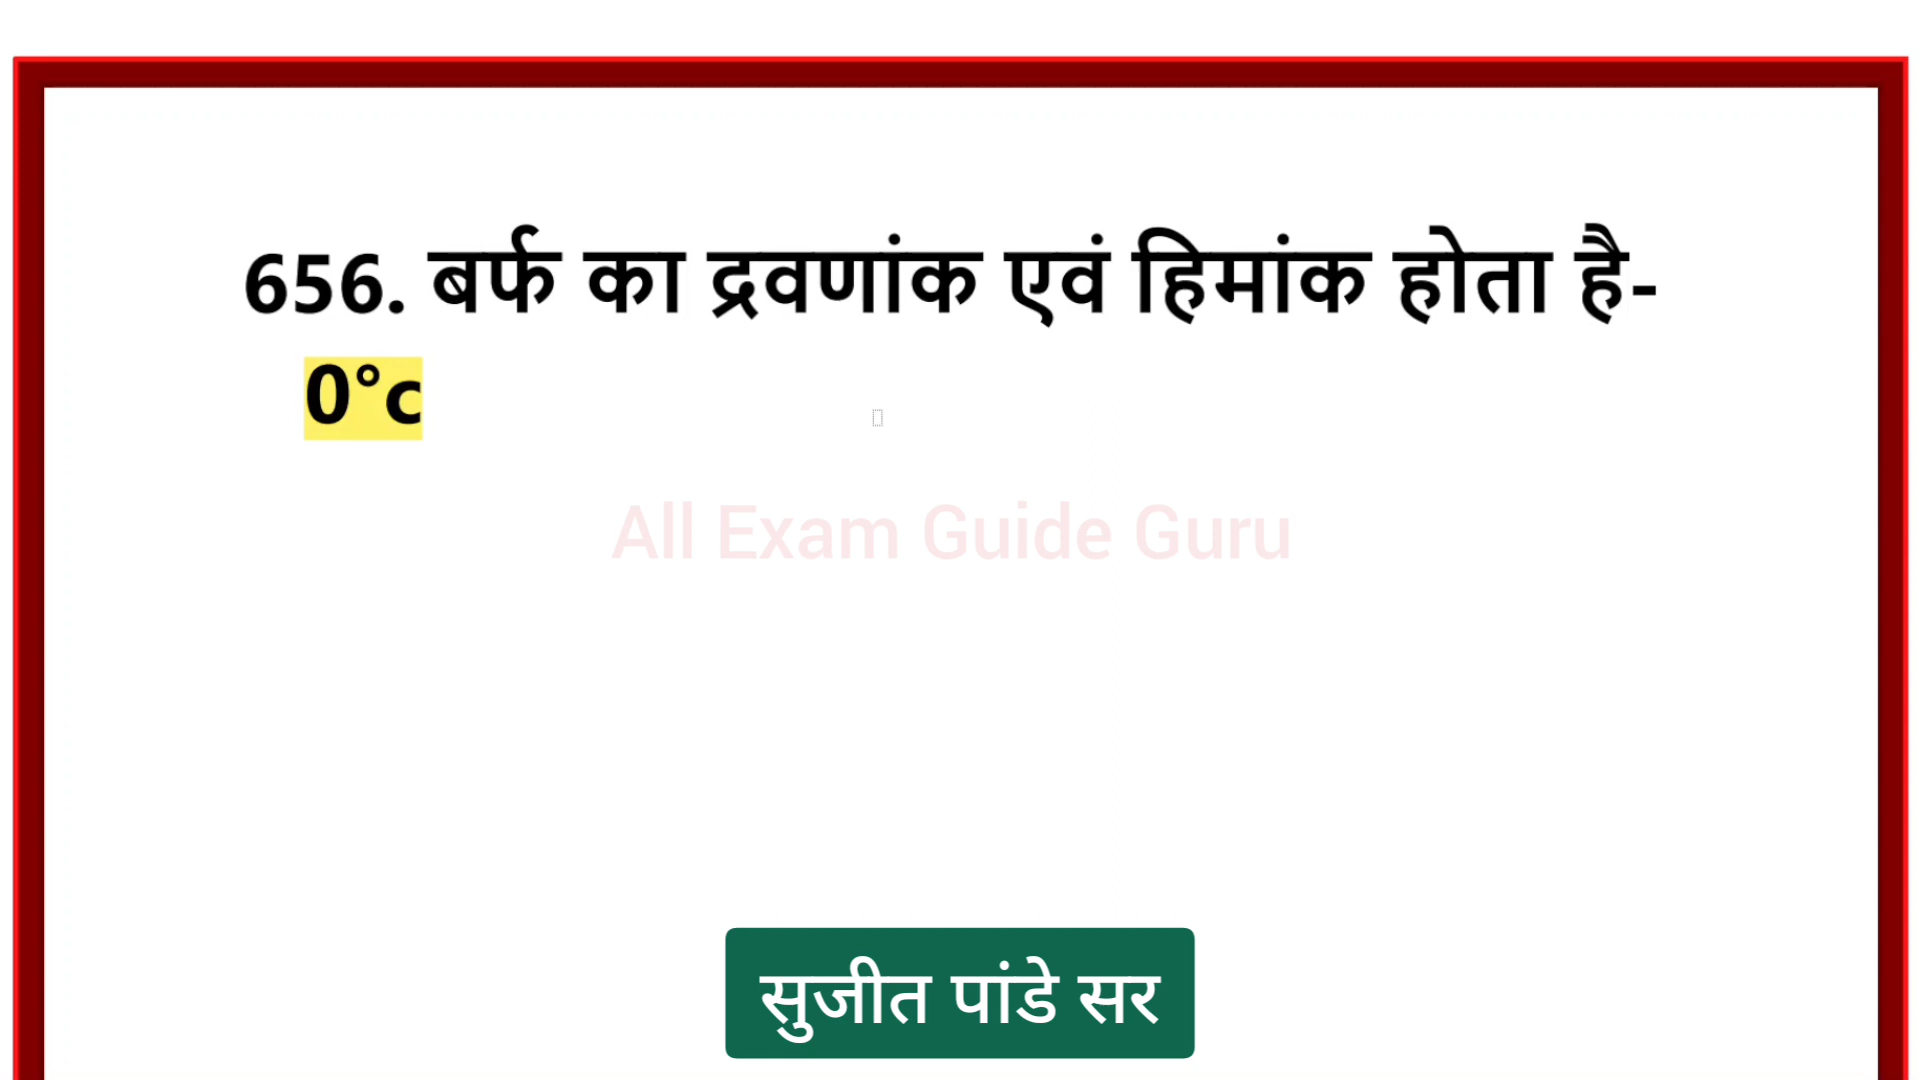 656. बर्फ का द्रवणांक एवं हिमांक होता है-
0°c
All Exam Guide Guru
सुजीत पांडे सर